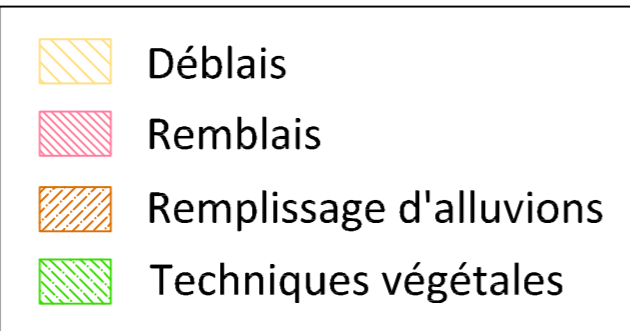 Déblais
Remblais
Remplissage d'alluvions
Techniques végétales